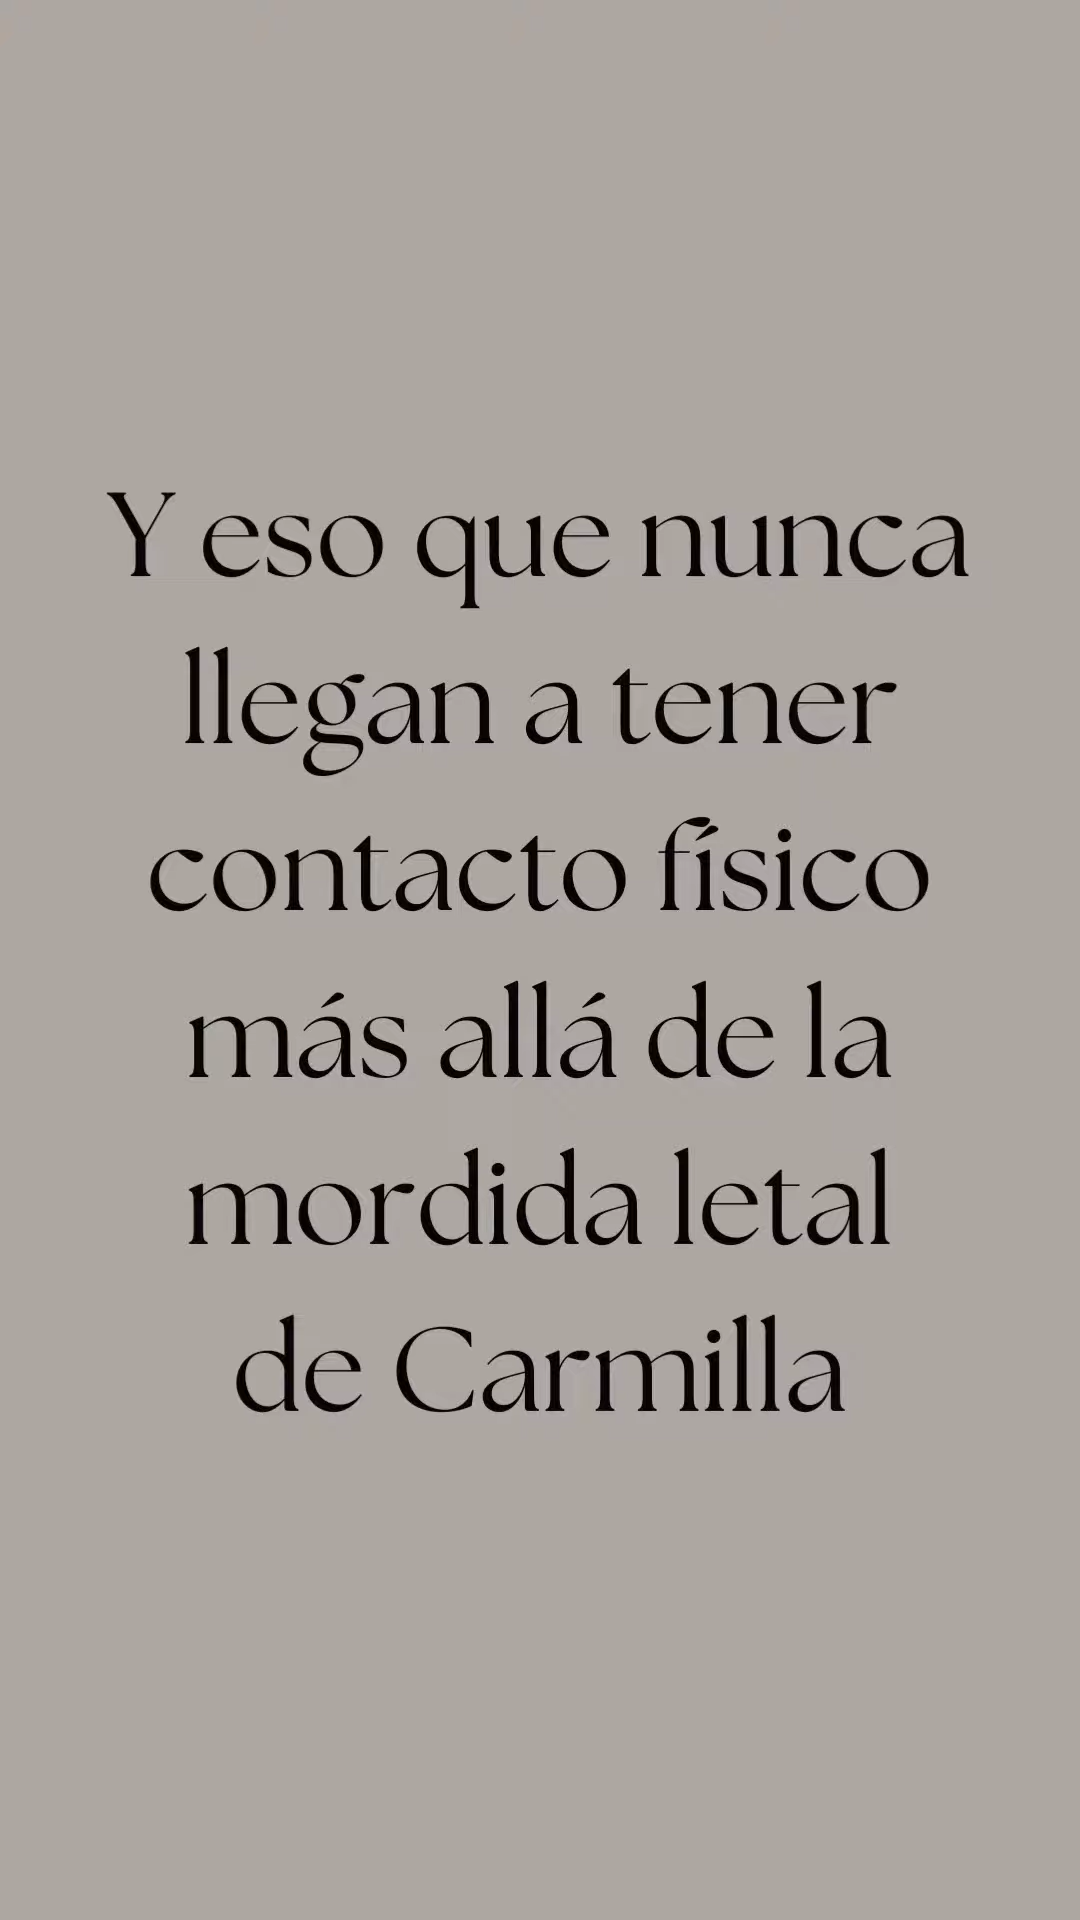 Y eso que nunca
llegan a tener
contacto físico
más allá de la
mordida letal
de Carmilla